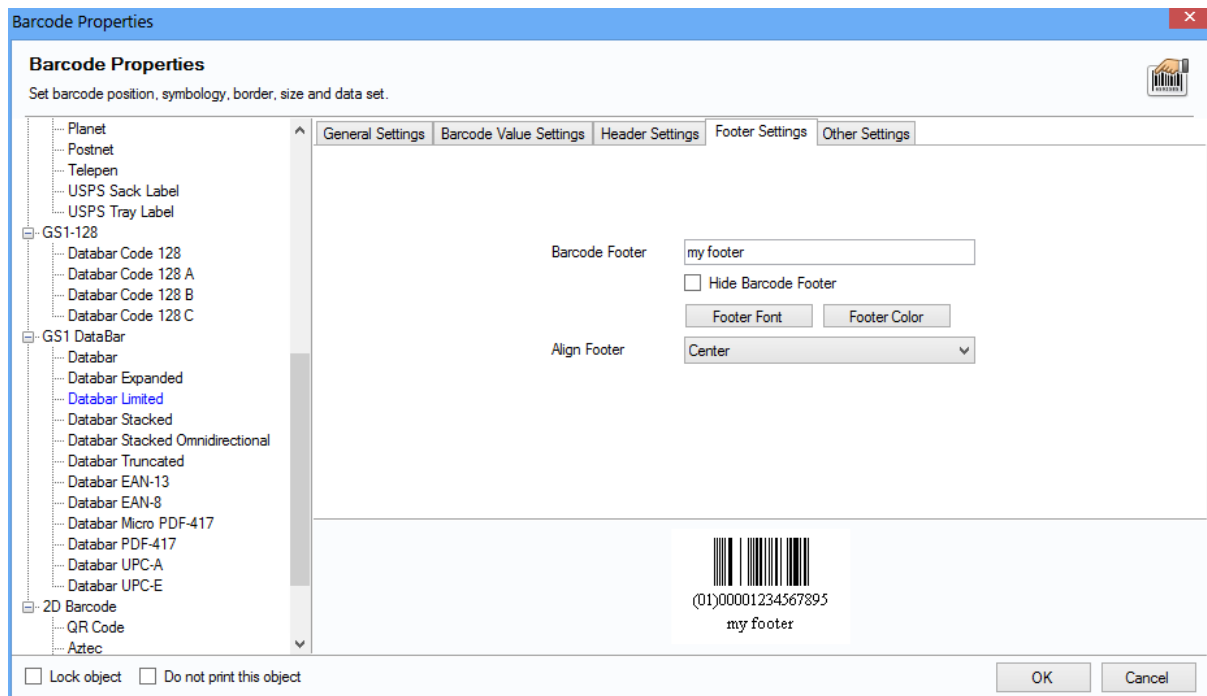 Barcode Properties
Barcode Properties
Set barcode position, symbology, border, size and data set.
Planet
Postnet
Telepen
USPS Sack Label
USPS Tray Label
GS1-128
Databar Code 128
Databar Code 128 A
Databar Code 128 B
Databar Code 128 C
GS1 DataBar
Databar
Databar Expanded
Databar Limited
Databar Stacked
Databar Stacked Omnidirectional
Databar Truncated
Databar EAN-13
Databar EAN-8
Databar Micro PDF-417
Databar PDF-417
Databar UPC-A
Databar UPC-E
2D Barcode
QR Code
Aztec
General Settings Barcode Value Settings Header Settings Footer Settings Other Settings
Barcode Footer my footer
Hide Barcode Footer
Footer Font Footer Color
Align Footer Center
(01)00001234567895
my footer
Lock object Do not print this object OK Cancel